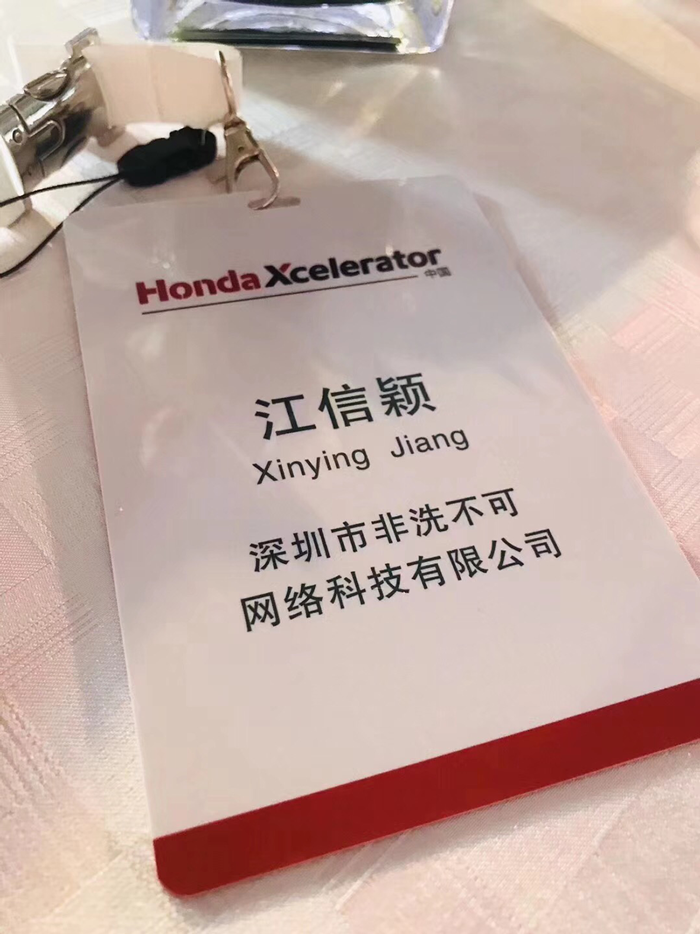 Honda Xcelerator
中国
江信颖
Xinying Jiang
深圳市非洗不可
网络科技有限公司